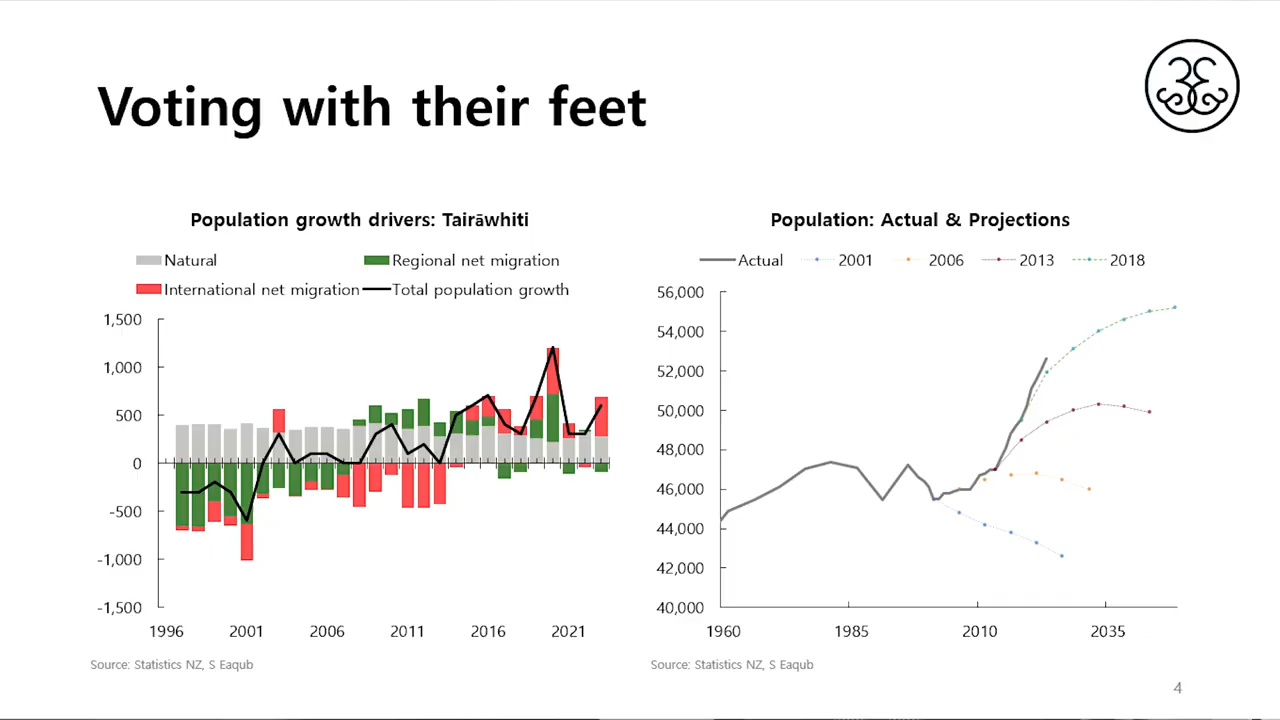 Voting with their feet
Population growth drivers: Tairāwhiti
Natural
Regional net migration
International net migration
Total population growth
1,500
1,000
500
0
-500
-1,000
-1,500
1996 2001 2006 2011 2016 2021
Source: Statistics NZ, S Eaqub
Population: Actual & Projections
Actual 2001 2006 2013 2018
56,000
54,000
52,000
50,000
48,000
46,000
44,000
42,000
40,000
1960 1985 2010 2035
Source: Statistics NZ, S Eaqub
4